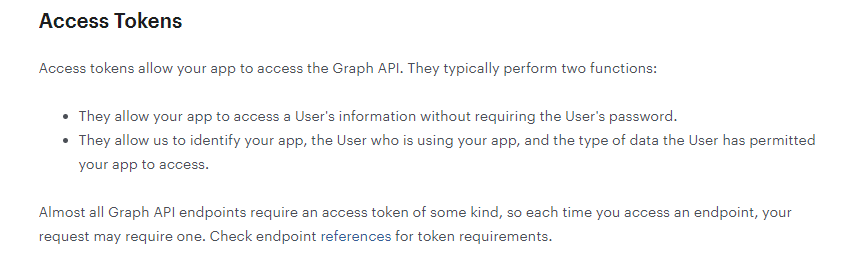 Access Tokens
Access tokens allow your app to access the Graph API. They typically perform two functions:
• They allow your app to access a User's information without requiring the User's password.
• They allow us to identify your app, the User who is using your app, and the type of data the User has permitted
your app to access.
Almost all Graph API endpoints require an access token of some kind, so each time you access an endpoint, your
request may require one. Check endpoint references for token requirements.